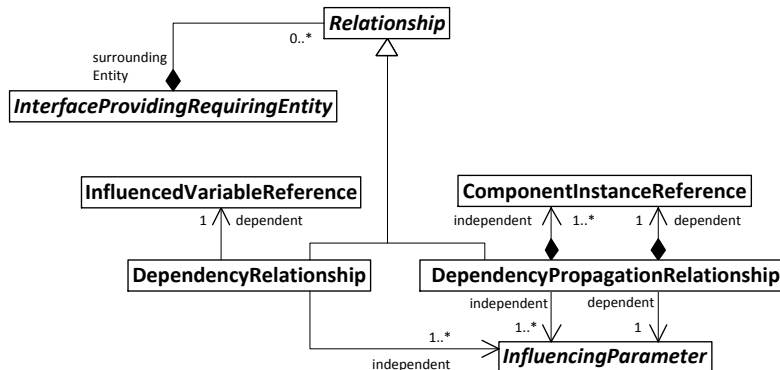 Relationship
0..*
surrounding
Entity
InterfaceProvidingRequiringEntity
InfluencedVariableReference
ComponentInstanceReference
1 dependent
independent 1..* 1 dependent
DependencyRelationship
DependencyPropagationRelationship
independent dependent
1..* 1..* 1
independent
InfluencingParameter